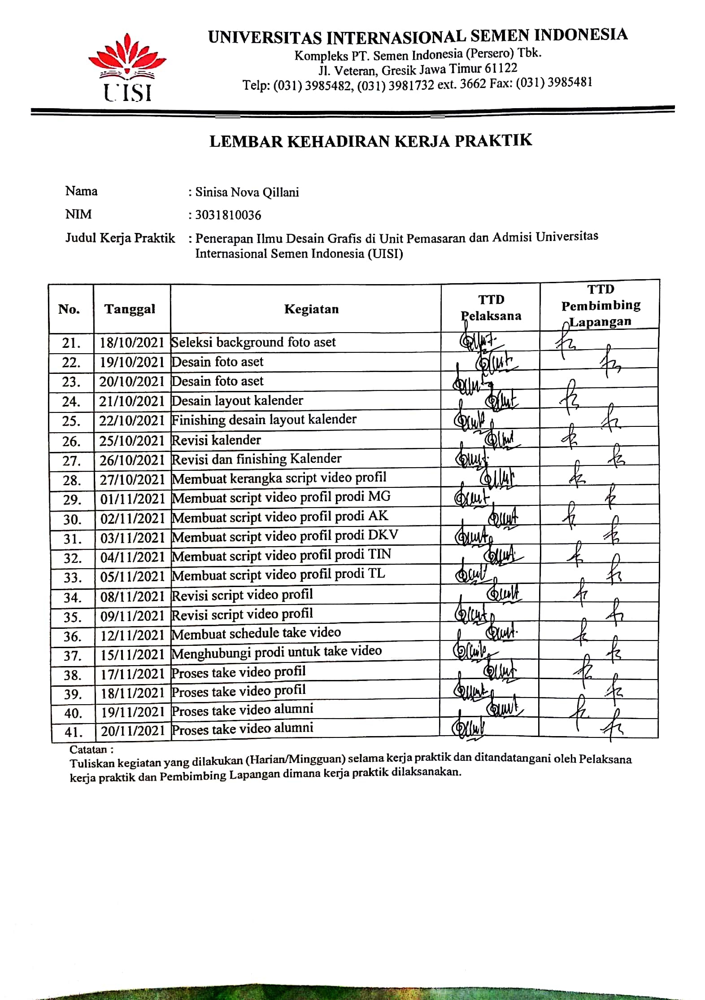 UNIVERSITAS INTERNASIONAL SEMEN INDONESIA
Kompleks PT. Semen Indonesia (Persero) Tbk.
Jl. Veteran, Gresik Jawa Timur 61122
Telp: (031) 3985482, (031) 3981732 ext. 3662 Fax: (031) 3985481
UISI
LEMBAR KEHADIRAN KERJA PRAKTIK
Nama : Sinisa Nova Qillani
NIM : 3031810036
Judul Kerja Praktik : Penerapan Ilmu Desain Grafis di Unit Pemasaran dan Admisi Universitas
Internasional Semen Indonesia (UISI)
No. Tanggal Kegiatan TTD Pelaksana TTD Pembimbing Lapangan
21. 18/10/2021 Seleksi background foto aset
22. 19/10/2021 Desain foto aset
23. 20/10/2021 Desain foto aset
24. 21/10/2021 Desain layout kalender
25. 22/10/2021 Finishing desain layout kalender
26. 25/10/2021 Revisi kalender
27. 26/10/2021 Revisi dan finishing Kalender
28. 27/10/2021 Membuat kerangka script video profil
29. 01/11/2021 Membuat script video profil prodi MG
30. 02/11/2021 Membuat script video profil prodi AK
31. 03/11/2021 Membuat script video profil prodi DKV
32. 04/11/2021 Membuat script video profil prodi TIN
33. 05/11/2021 Membuat script video profil prodi TL
34. 08/11/2021 Revisi script video profil
35. 09/11/2021 Revisi script video profil
36. 12/11/2021 Membuat schedule take video
37. 15/11/2021 Menghubungi prodi untuk take video
38. 17/11/2021 Proses take video profil
39. 18/11/2021 Proses take video profil
40. 19/11/2021 Proses take video alumni
41. 20/11/2021 Proses take video alumni
Catatan :
Tuliskan kegiatan yang dilakukan (Harian/Mingguan) selama kerja praktik dan ditandatangani oleh Pelaksana
kerja praktik dan Pembimbing Lapangan dimana kerja praktik dilaksanakan.